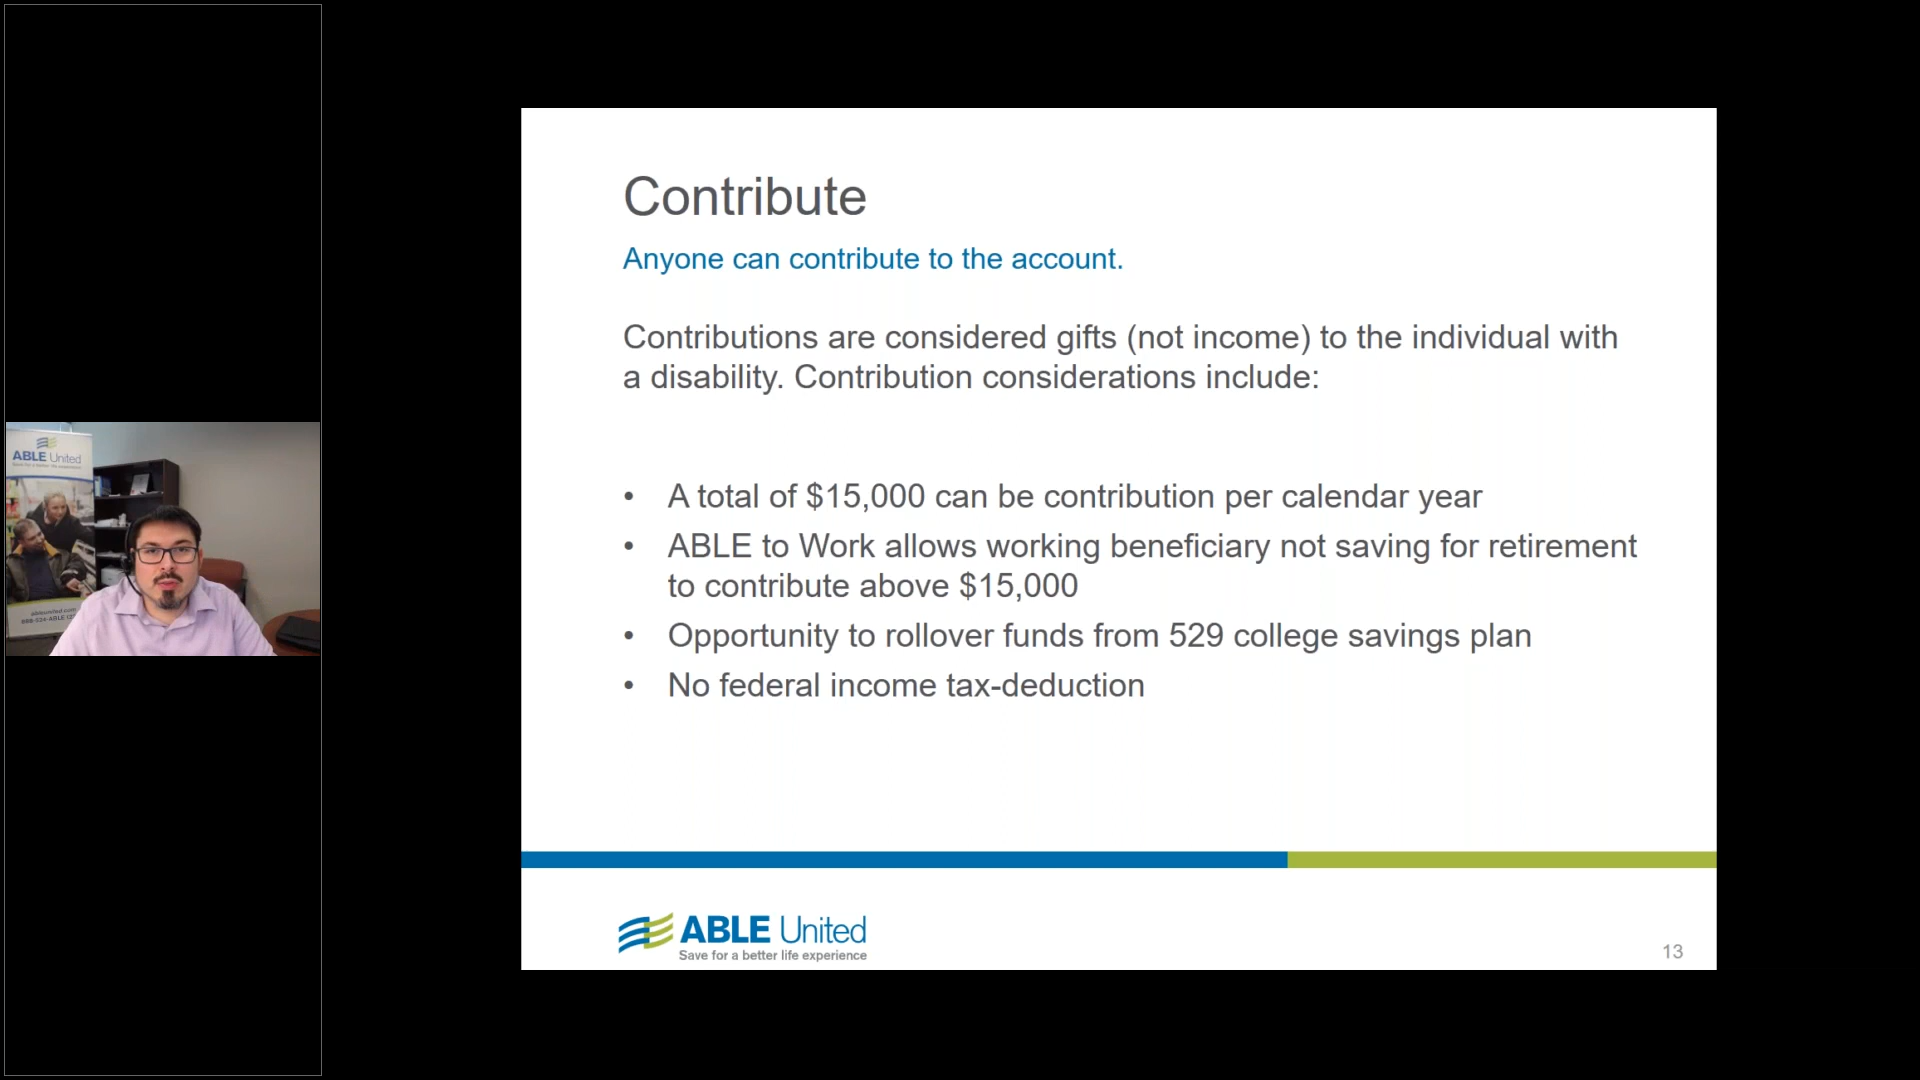 ABLE United
Contribute
Anyone can contribute to the account.
Contributions are considered gifts (not income) to the individual with
a disability. Contribution considerations include:
• A total of $15,000 can be contribution per calendar year
• ABLE to Work allows working beneficiary not saving for retirement
to contribute above $15,000
• Opportunity to rollover funds from 529 college savings plan
• No federal income tax-deduction
ABLE United
Save for a better life experience
13